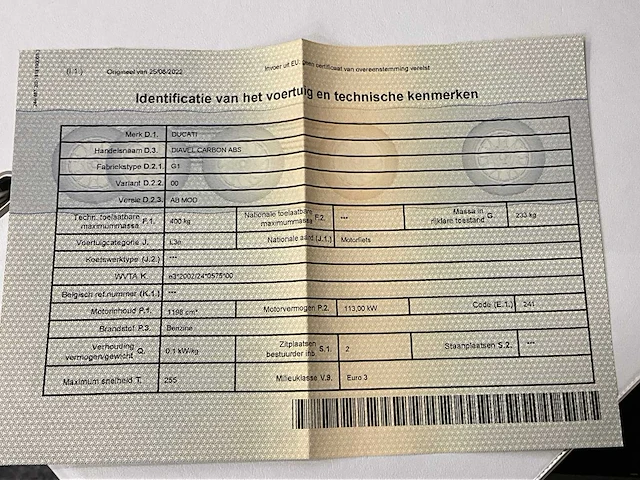 (I.1.) Origineel van 25/08/2022 Invoer uit EU: geen certificaat van overeenstemming vereist
Identificatie van het voertuig en technische kenmerken
Merk D.1. DUCATI
Handelsnaam D.3. DIAVEL CARBON ABS
Fabriekstype D.2.1. G1
Variant D.2.2. 00
Versie D.2.3. AB MOD
Techn. toelaatbare maximummassa F.1. 400 kg Nationale toelaatbare maximummassa F.2. *** Massa in rijklare toestand G 233 kg
Voertuigcategorie J. L3e Nationale aard (J.1.) Motorfiets
Koetswerktype (J.2.) ***
WVTA K. e3*2002/24*0575*00
Belgisch ref.nummer (K.1.) ***
Motorinhoud P.1. 1198 cm³ Motorvermogen P.2. 113,00 kW Code (E.1.) 241
Brandstof P.3. Benzine
Verhouding vermogen/gewicht Q. 0,1 kW/kg Zitplaatsen bestuurder inb. S.1. 2 Staanplaatsen S.2. ***
Maximum snelheid T. 255 Milieuklasse V.9. Euro 3